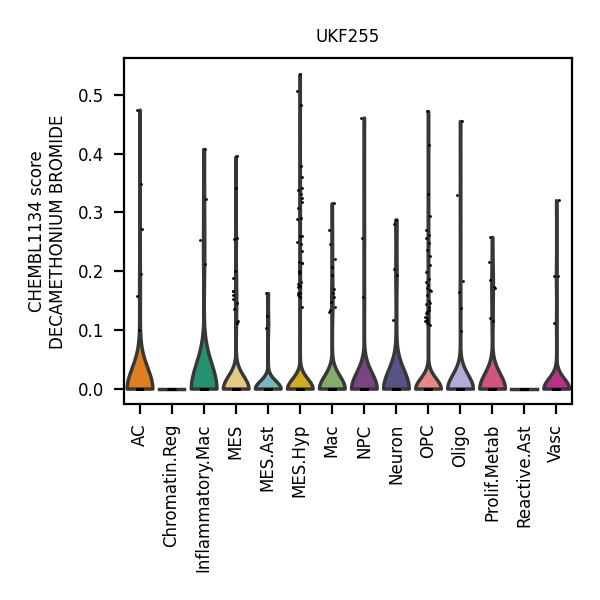 UKF255
CHEMBL1134 score
DECAMETHONIUM BROMIDE
0.5
0.4
0.3
0.2
0.1
0.0
AC
Chromatin.Reg
Inflammatory.Mac
MES
MES.Ast
MES.Hyp
Mac
NPC
Neuron
OPC
Oligo
Prolif.Metab
Reactive.Ast
Vasc